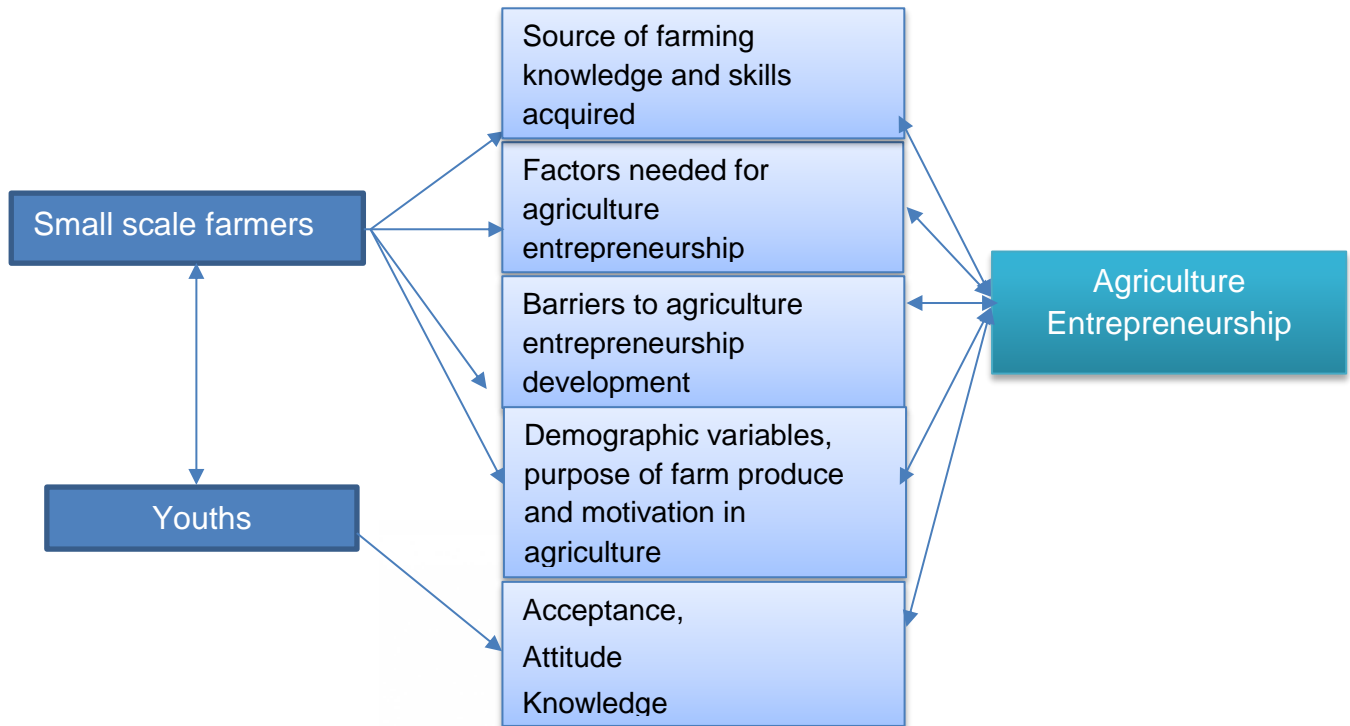 Source of farming
knowledge and skills
acquired
Factors needed for
agriculture
entrepreneurship
Small scale farmers
Barriers to agriculture
entrepreneurship
development
Agriculture
Entrepreneurship
Demographic variables,
purpose of farm produce
and motivation in
agriculture
Youths
Acceptance,
Attitude
Knowledge